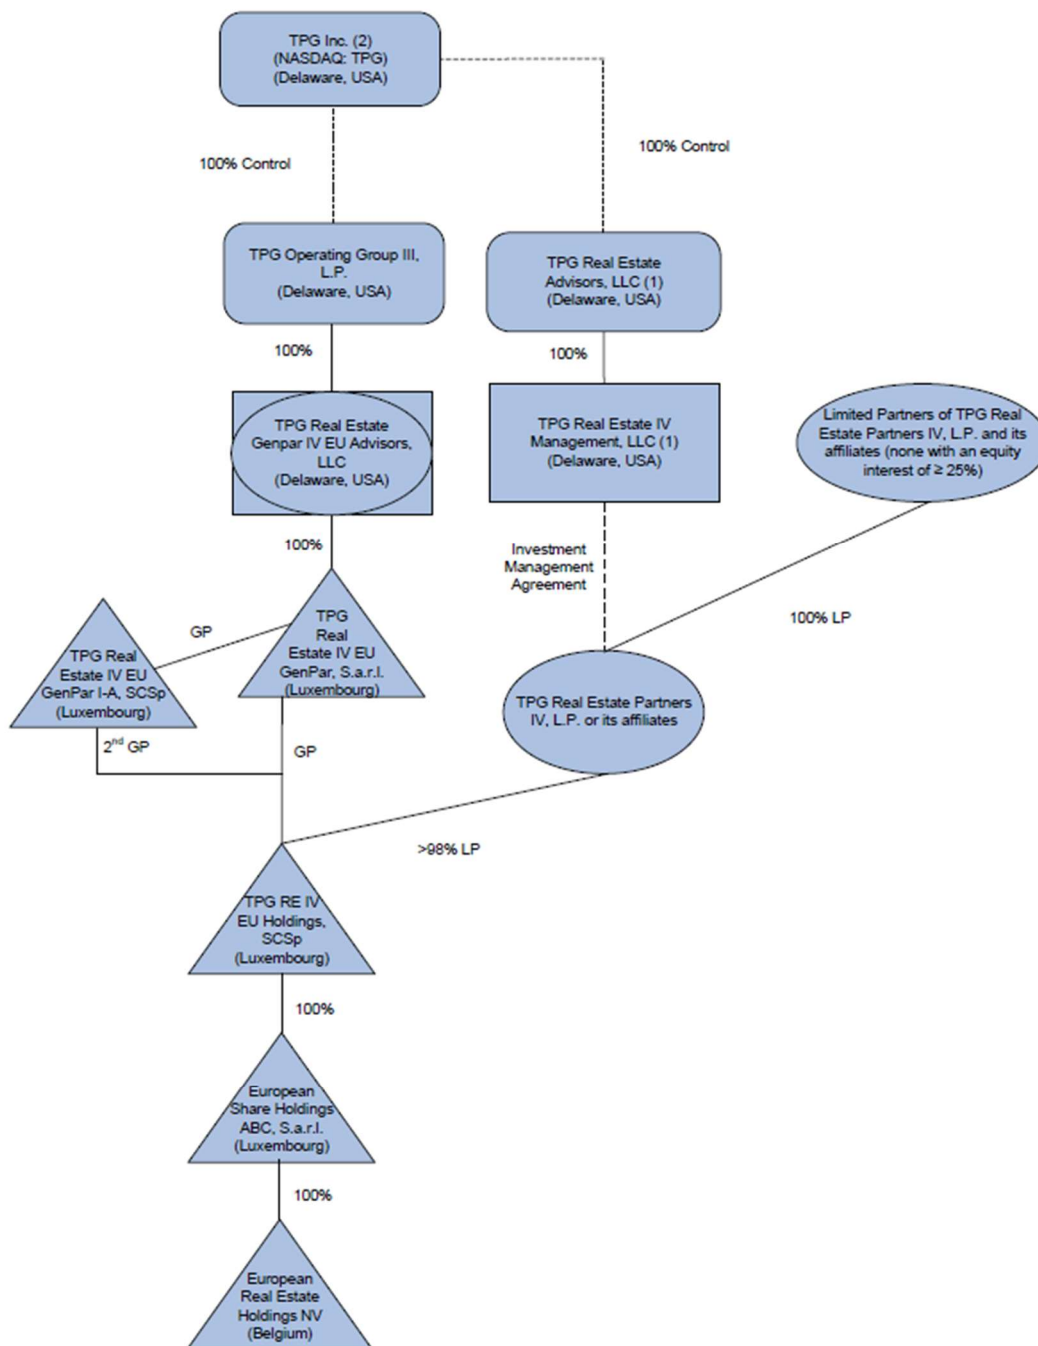 TPG Inc. (2)
(NASDAQ: TPG)
(Delaware, USA)
100% Control
100% Control
TPG Operating Group III,
L.P.
(Delaware, USA)
TPG Real Estate
Advisors, LLC (1)
(Delaware, USA)
100%
100%
TPG Real Estate
Genpar IV EU Advisors,
LLC
(Delaware, USA)
TPG Real Estate IV
Management, LLC (1)
(Delaware, USA)
Limited Partners of TPG Real
Estate Partners IV, L.P. and its
affiliates (none with an equity
interest of ≥ 25%)
100%
Investment
Management
Agreement
100% LP
GP
TPG Real
Estate IV EU
GenPar I-A, SCSp
(Luxembourg)
TPG
Real
Estate IV EU
GenPar, S.a.r.l.
(Luxembourg)
TPG Real Estate Partners
IV, L.P. or its affiliates
2nd GP
GP
>98% LP
TPG RE IV
EU Holdings,
SCSp
(Luxembourg)
100%
European
Share Holdings
ABC, S.a.r.l.
(Luxembourg)
100%
European
Real Estate
Holdings NV
(Belgium)